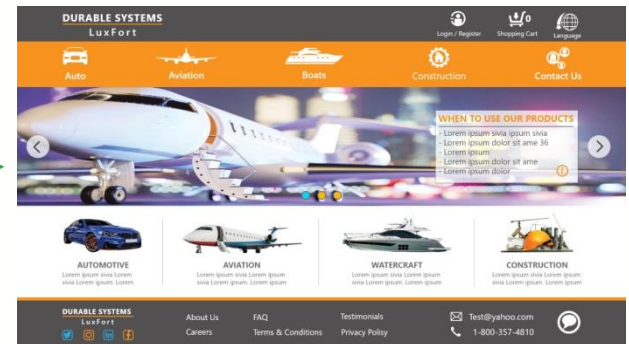 DURABLE SYSTEMS
LuxFort
Login / Register
Shopping Cart
0
Language
Auto
Aviation
Boats
Construction
Contact Us
WHEN TO USE OUR PRODUCTS
- Lorem ipsum sivia ipsum sivia
- Lorem ipsum dolor sit ame 36
- Lorem ipsum
- Lorem ipsum dolor sit ame
- Lorem ipsum dolor
AUTOMOTIVE
Lorem ipsum sivia Lorem ipsum
sivia Lorem ipsum. Lorem
AVIATION
Lorem ipsum sivia Lorem ipsum
sivia Lorem ipsum. Lorem ipsum
WATERCRAFT
Lorem ipsum sivia Lorem ipsum
sivia Lorem ipsum. Lorem ipsum
CONSTRUCTION
Lorem ipsum sivia Lorem ipsum
sivia Lorem ipsum. Lorem
DURABLE SYSTEMS
LuxFort
About Us
Careers
FAQ
Terms & Conditions
Testimonials
Privacy Polisy
Test@yahoo.com
1-800-357-4810